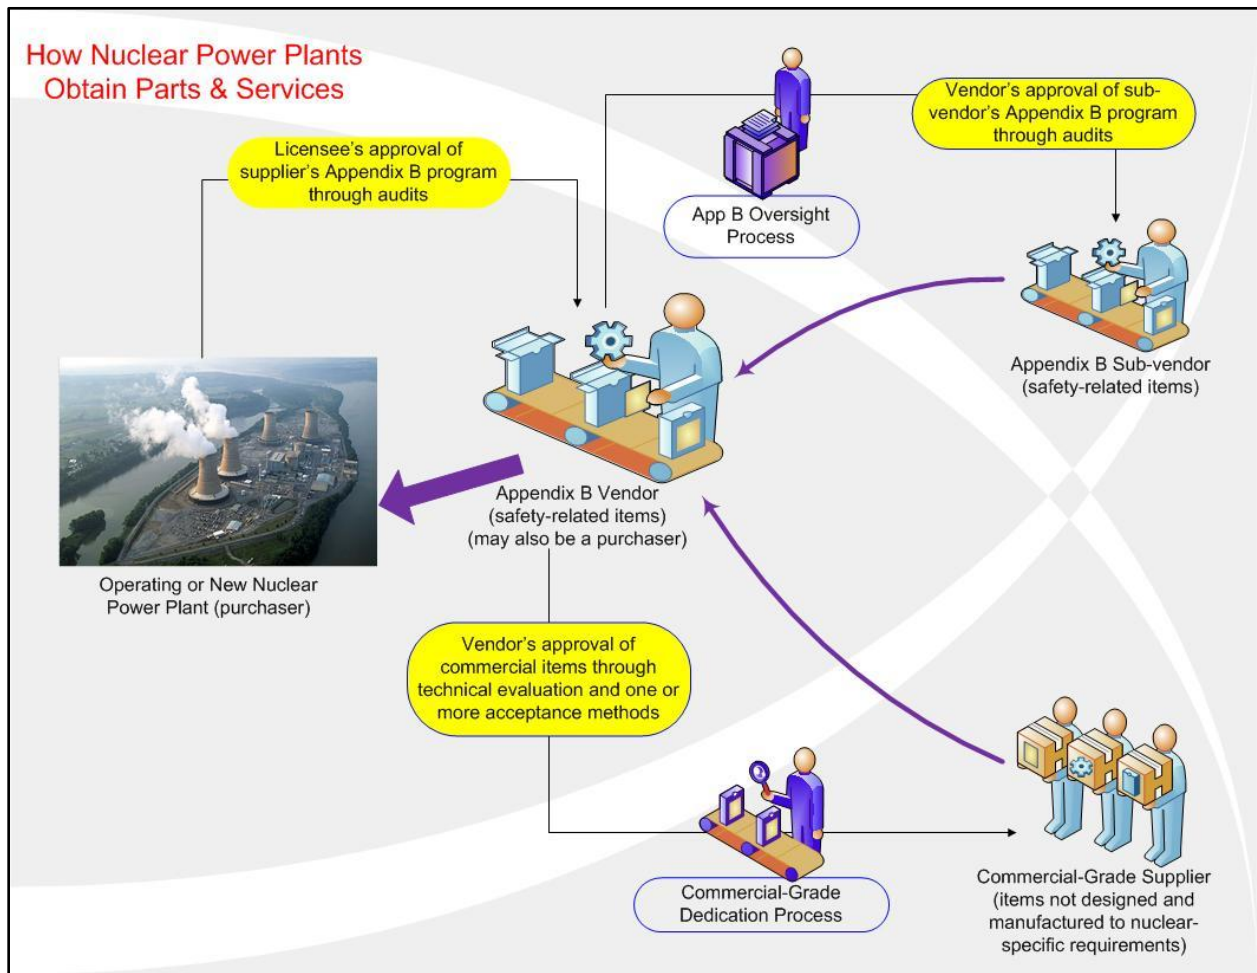 How Nuclear Power Plants
Obtain Parts & Services
Licensee's approval of
supplier's Appendix B program
through audits
App B Oversight
Process
Vendor's approval of sub-
vendor's Appendix B program
through audits
Appendix B Sub-vendor
(safety-related items)
Appendix B Vendor
(safety-related items)
(may also be a purchaser)
Operating or New Nuclear
Power Plant (purchaser)
Vendor's approval of
commercial items through
technical evaluation and one or
more acceptance methods
Commercial-Grade
Dedication Process
Commercial-Grade Supplier
(items not designed and
manufactured to nuclear-
specific requirements)